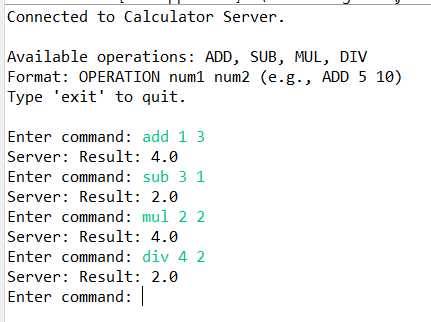 Connected to Calculator Server.
Available operations: ADD, SUB, MUL, DIV
Format: OPERATION num1 num2 (e.g., ADD 5 10)
Type 'exit' to quit.
Enter command: add 1 3
Server: Result: 4.0
Enter command: sub 3 1
Server: Result: 2.0
Enter command: mul 2 2
Server: Result: 4.0
Enter command: div 4 2
Server: Result: 2.0
Enter command: